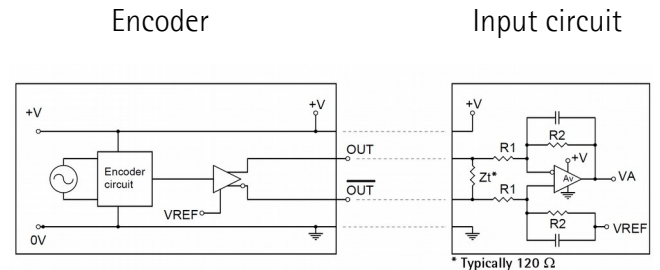 Encoder
Input circuit
+V
+V
+V
OUT
R1
R2
+V
Encoder
circuit
Zt*
Av
VA
OUT
R1
VREF
R2
VREF
0V
* Typically 120 Ω